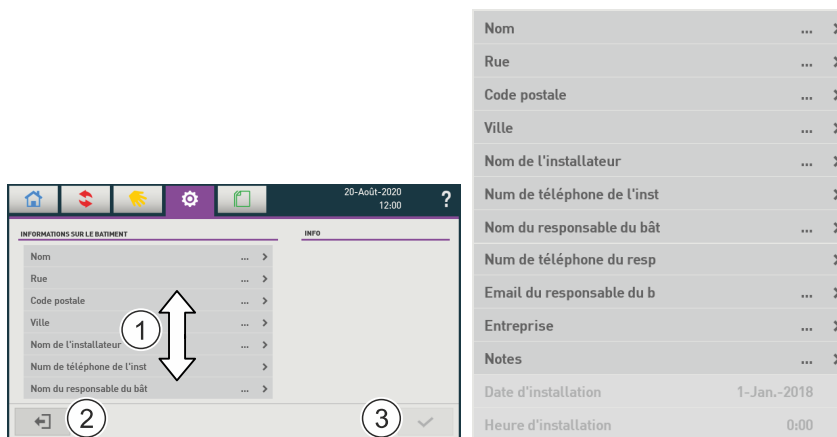 20-Août-2020
12:00
?
INFORMATIONS SUR LE BATIMENT
INFO
Nom ...
Rue ...
Code postale ...
Ville ...
Nom de l'installateur ...
Num de téléphone de l'inst
Nom du responsable du bât ...
1
2
3
Nom ...
Rue ...
Code postale ...
Ville ...
Nom de l'installateur ...
Num de téléphone de l'inst
Nom du responsable du bât ...
Num de téléphone du resp
Email du responsable du b ...
Entreprise ...
Notes ...
Date d'installation 1-Jan.-2018
Heure d'installation 0:00